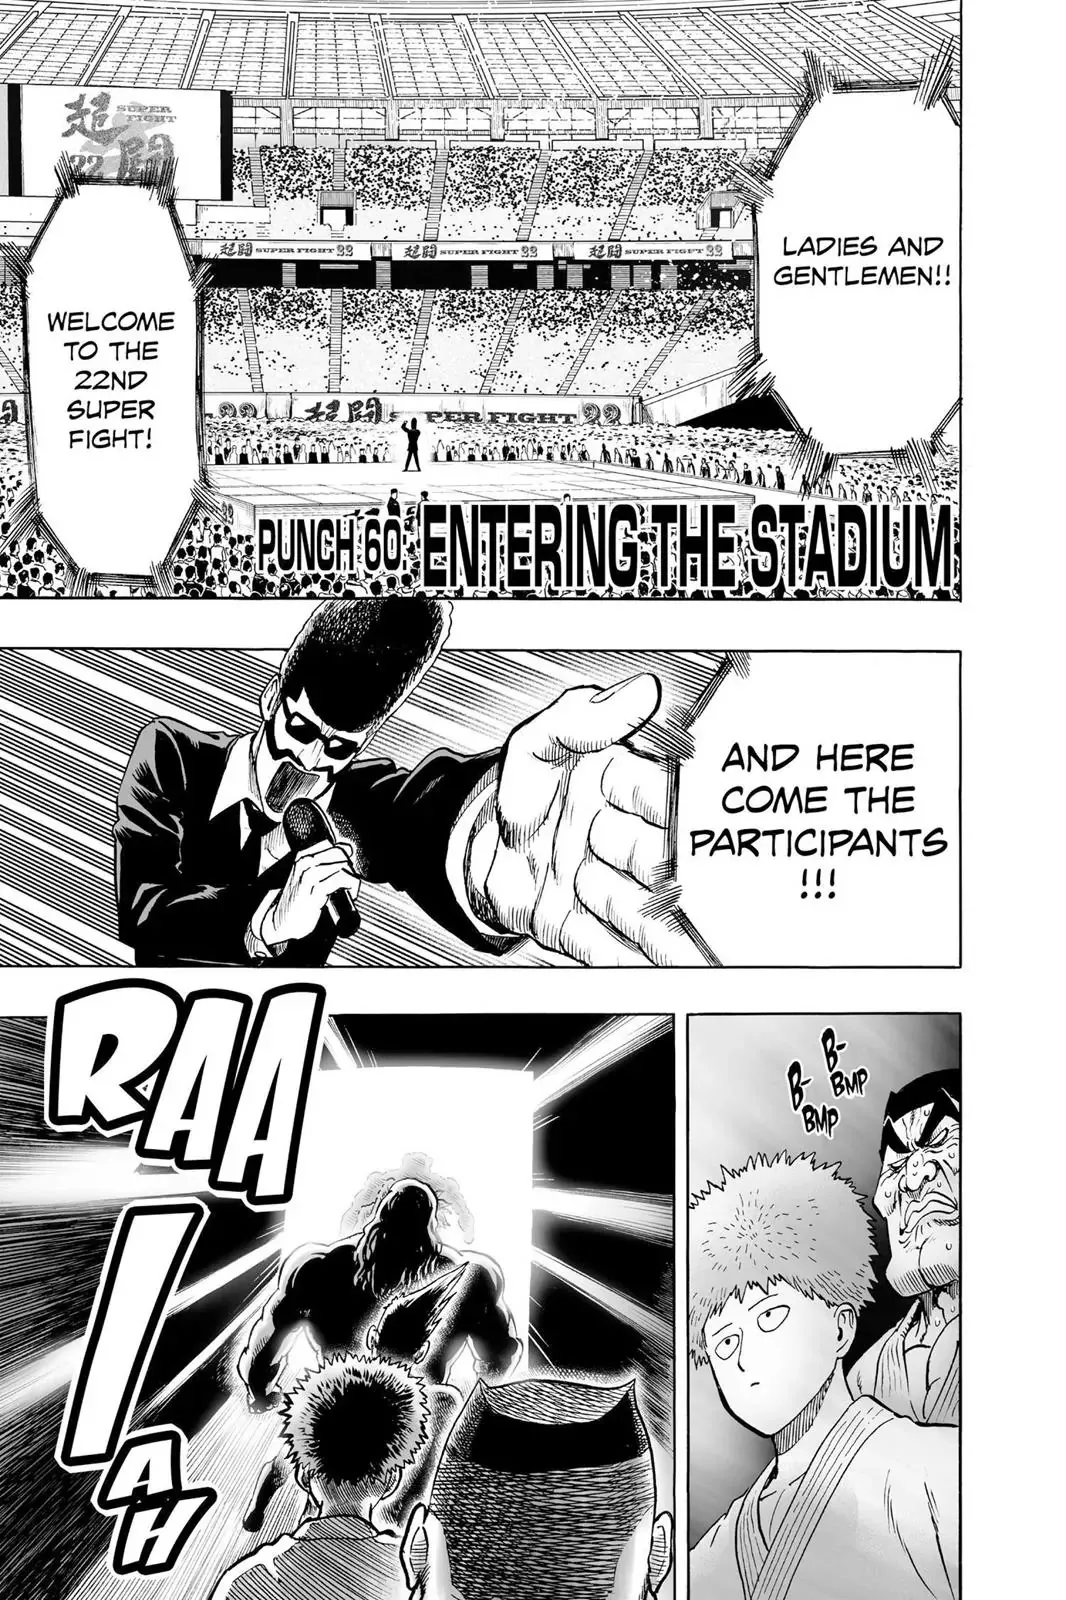 超闘
SUPER
FIGHT
22
LADIES AND
GENTLEMEN!!
WELCOME
TO THE
22ND
SUPER
FIGHT!
超闘 SUPER FIGHT 22
超闘 SUPER FIGHT 22
超闘 SUPER FIGHT 22
22
超闘 SUPER FIGHT 22
PUNCH 60: ENTERING THE STADIUM
AND HERE
COME THE
PARTICIPANTS
!!!
B-
BMP
B-
BMP
RAA
I
AH